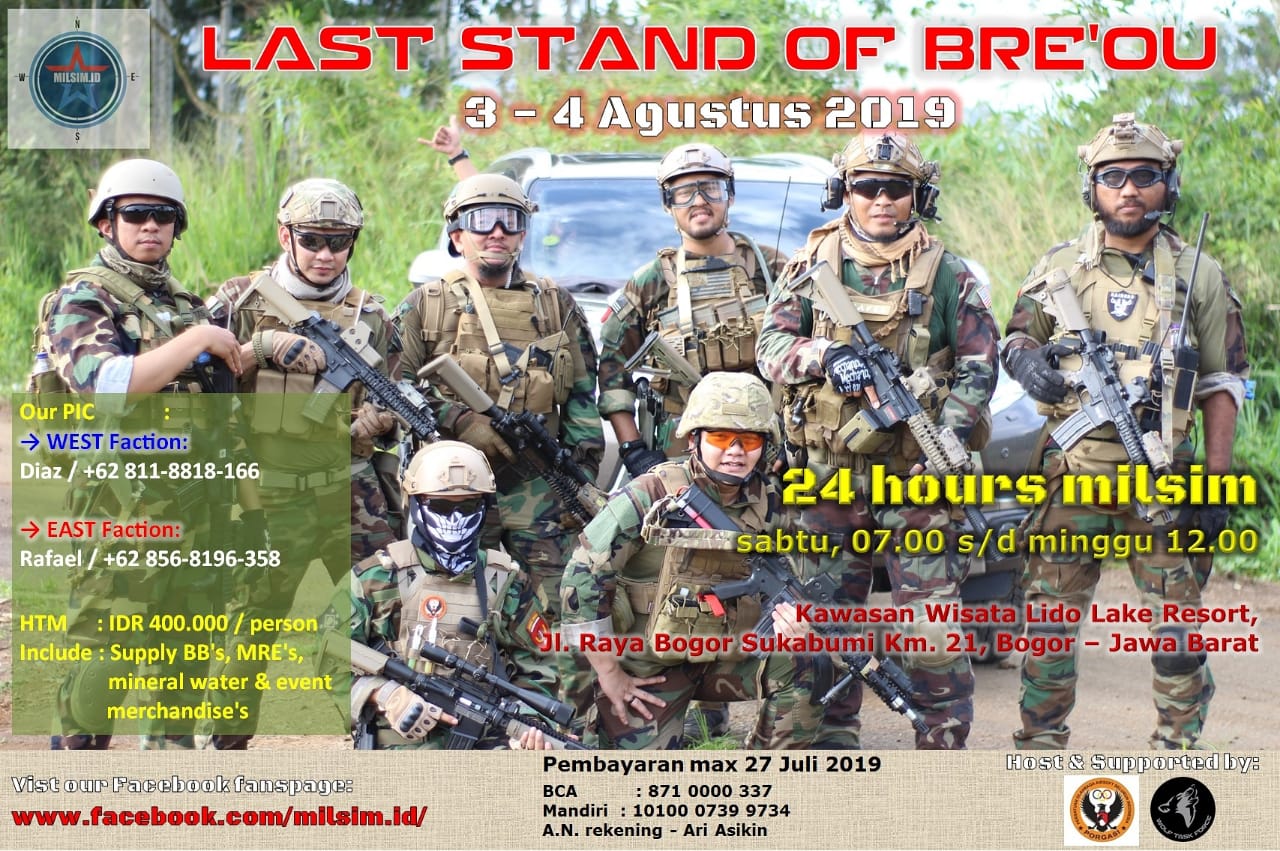 LAST STAND OF BRE'OU
3 - 4 Agustus 2019
N
W
MILSIM.ID
E
S
Our PIC :
→ WEST Faction:
Diaz / +62 811-8818-166
→ EAST Faction:
Rafael / +62 856-8196-358
HTM : IDR 400.000 / person
Include : Supply BB's, MRE's,
mineral water & event
merchandise's
24 hours milsim
sabtu, 07.00 s/d minggu 12.00
Kawasan Wisata Lido Lake Resort,
Jl. Raya Bogor Sukabumi Km. 21, Bogor – Jawa Barat
Vist our Facebook fanspage:
www.facebook.com/milsim.id/
Pembayaran max 27 Juli 2019
BCA : 871 0000 337
Mandiri : 10100 0739 9734
A.N. rekening - Ari Asikin
Host & Supported by:
PORGASI
WOLF TASK FORCE